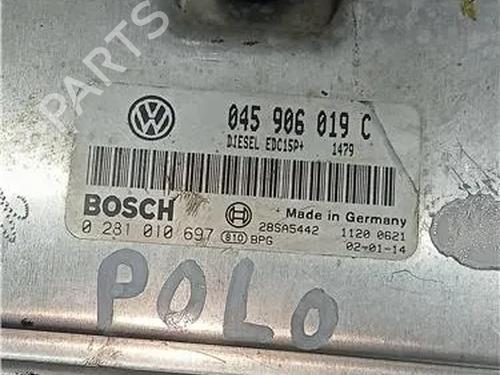 PARTS
045 906 019 C
DIESEL EDC15P+ 1479
BOSCH
Made in Germany
0 281 010 697
810 BPG
28SA5442
1120 0621
02-01-14
POLO